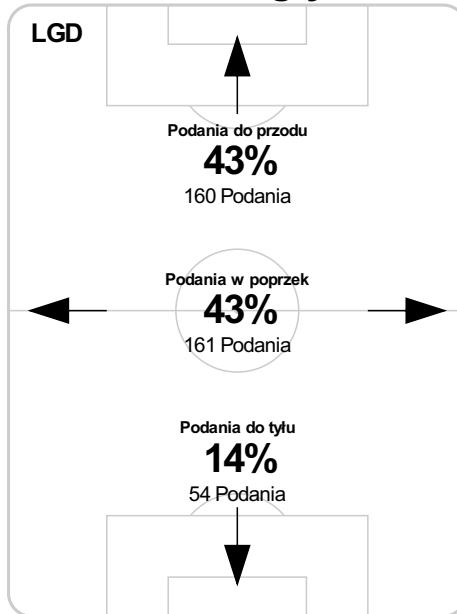 LGD
Podania do przodu
43%
160 Podania
Podania w poprzek
43%
161 Podania
Podania do tyłu
14%
54 Podania